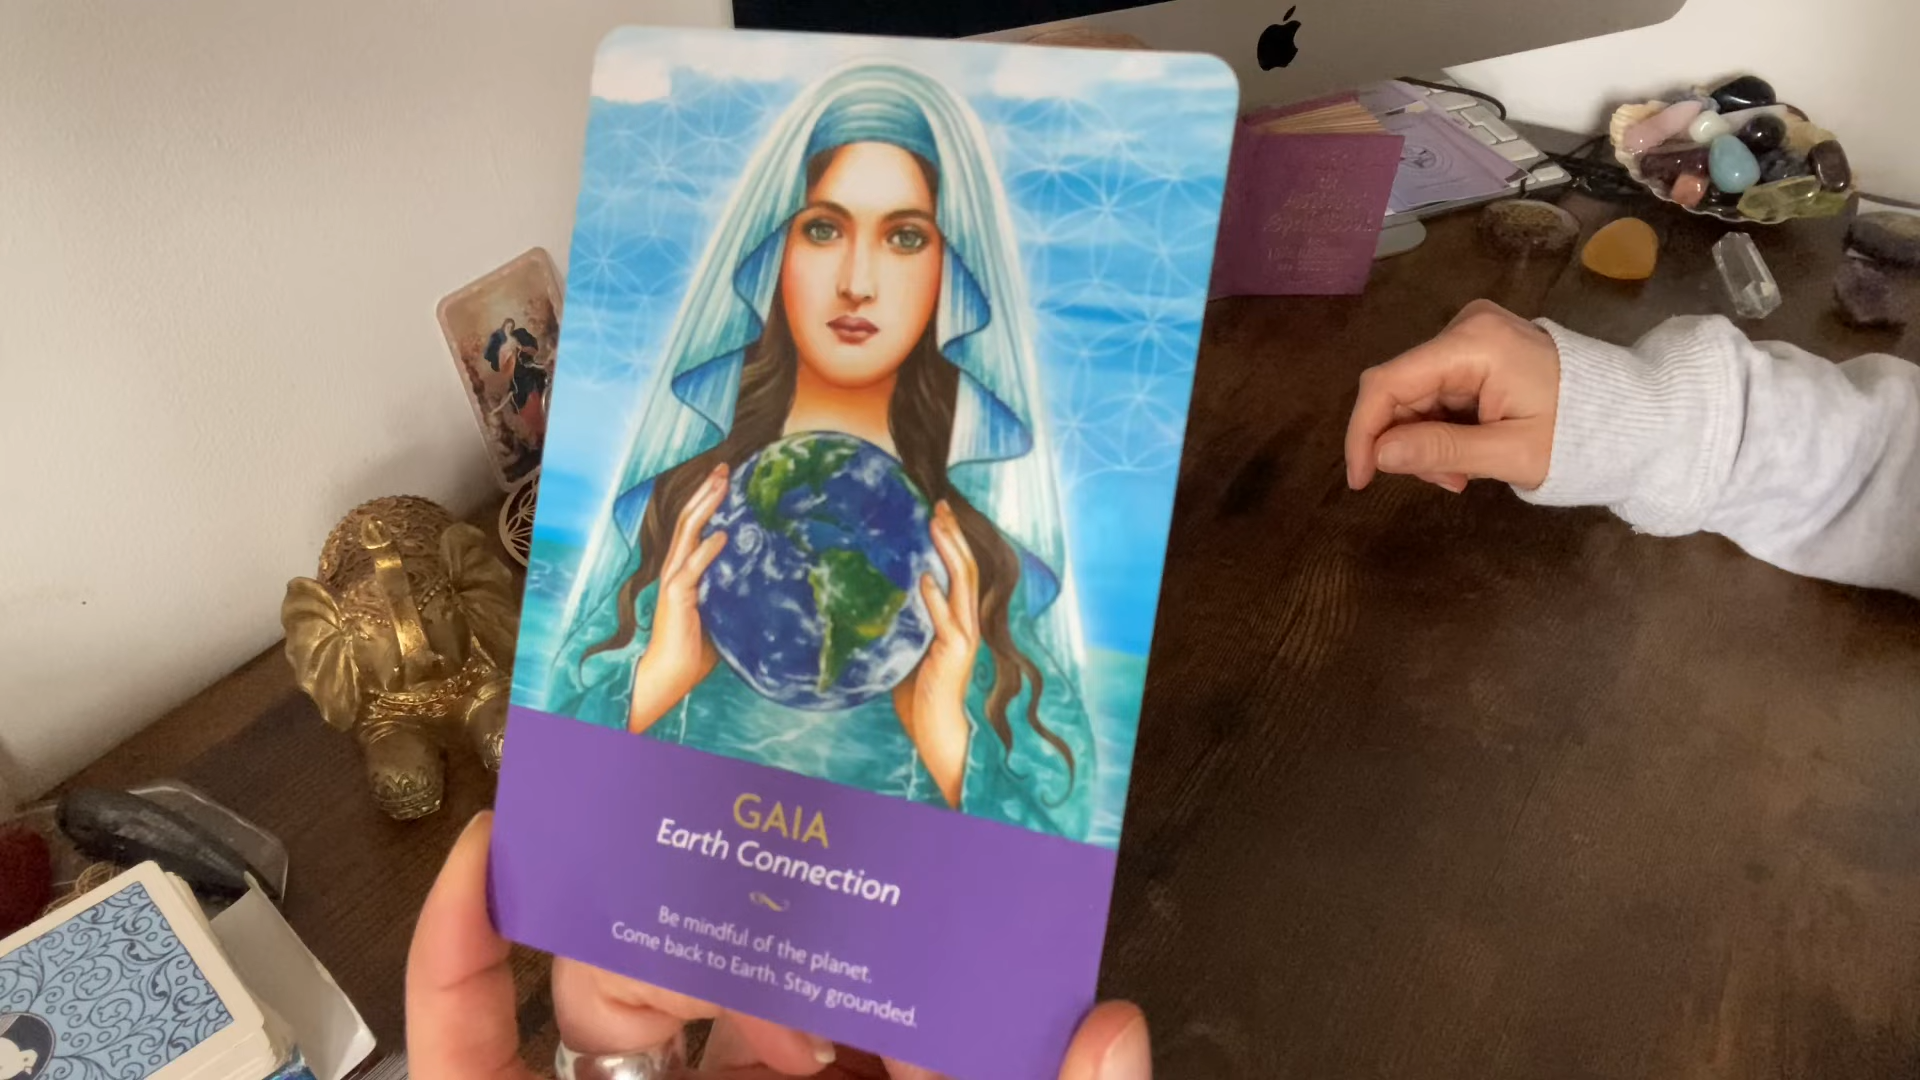 GAIA
Earth Connection
Be mindful of the planet.
Come back to Earth. Stay grounded.